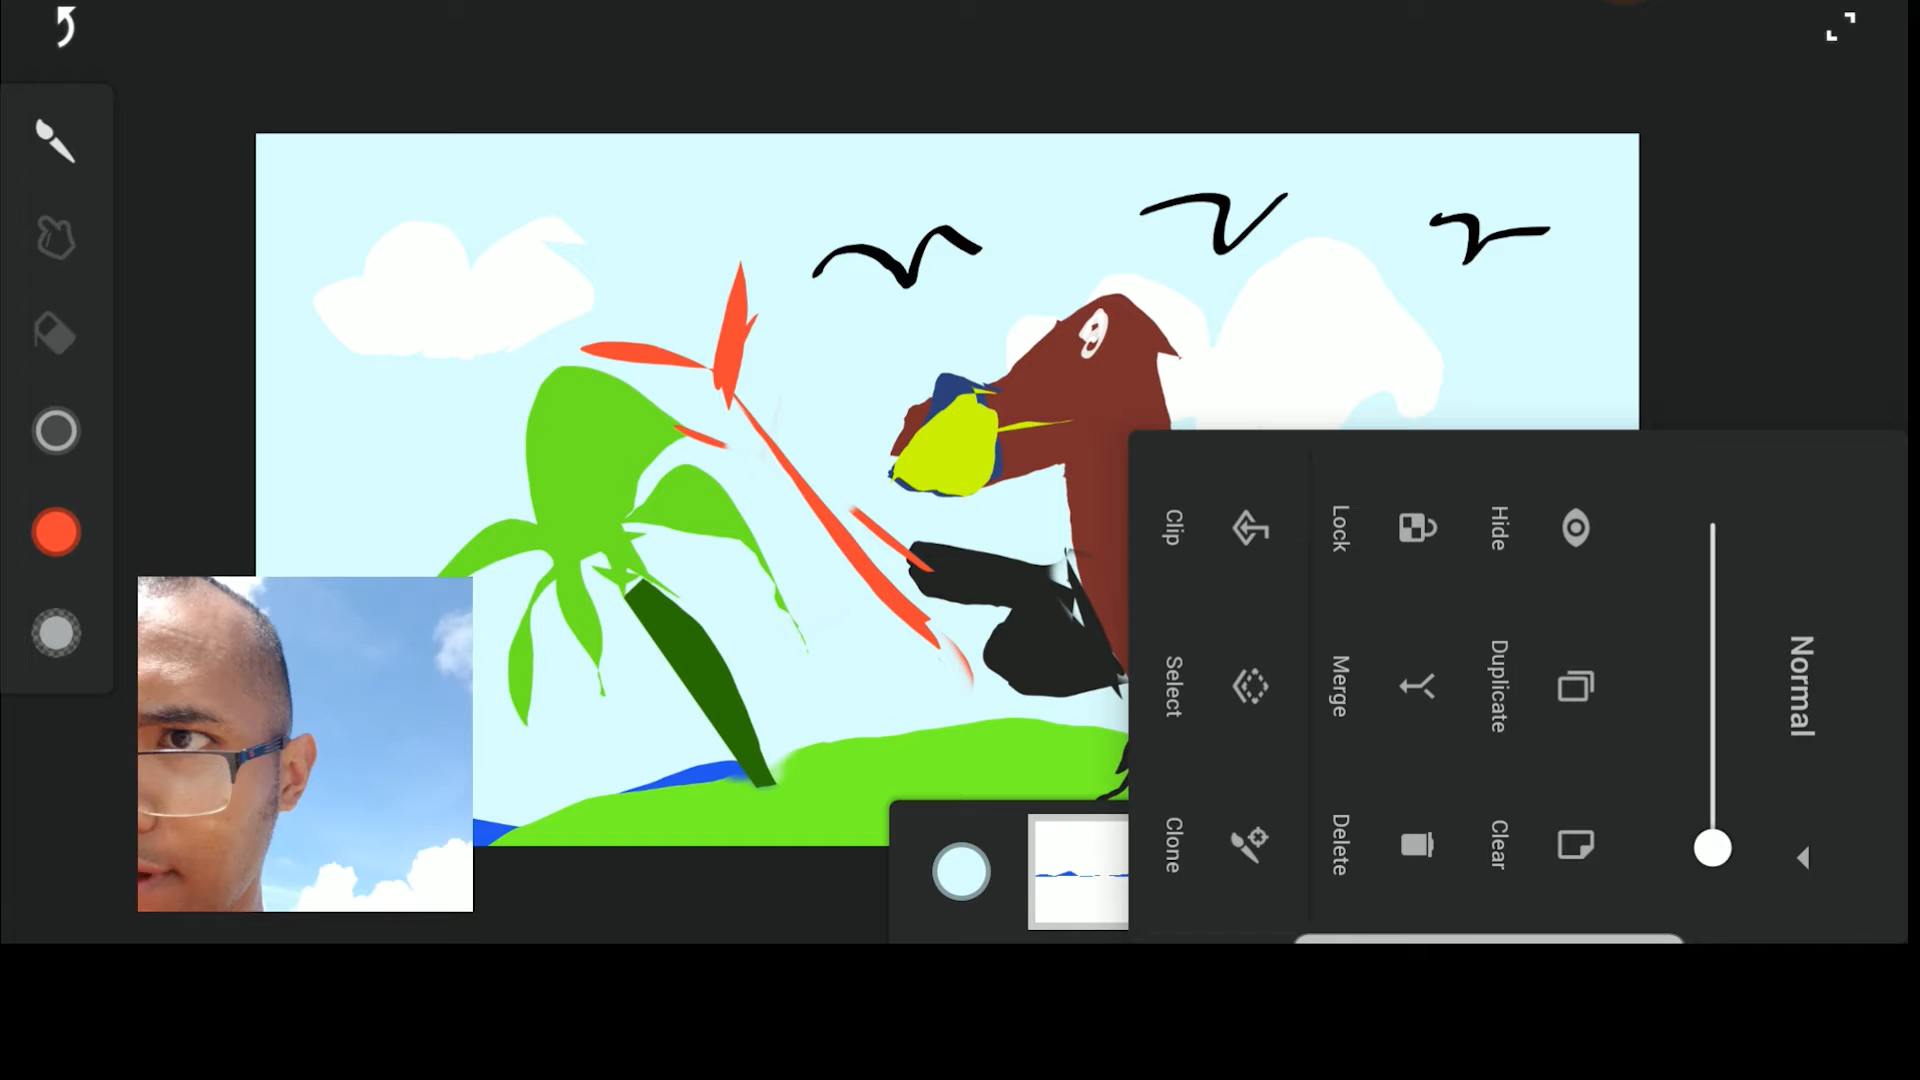 Normal
Hide
Duplicate
Clear
Lock
Merge
Delete
Clip
Select
Clone